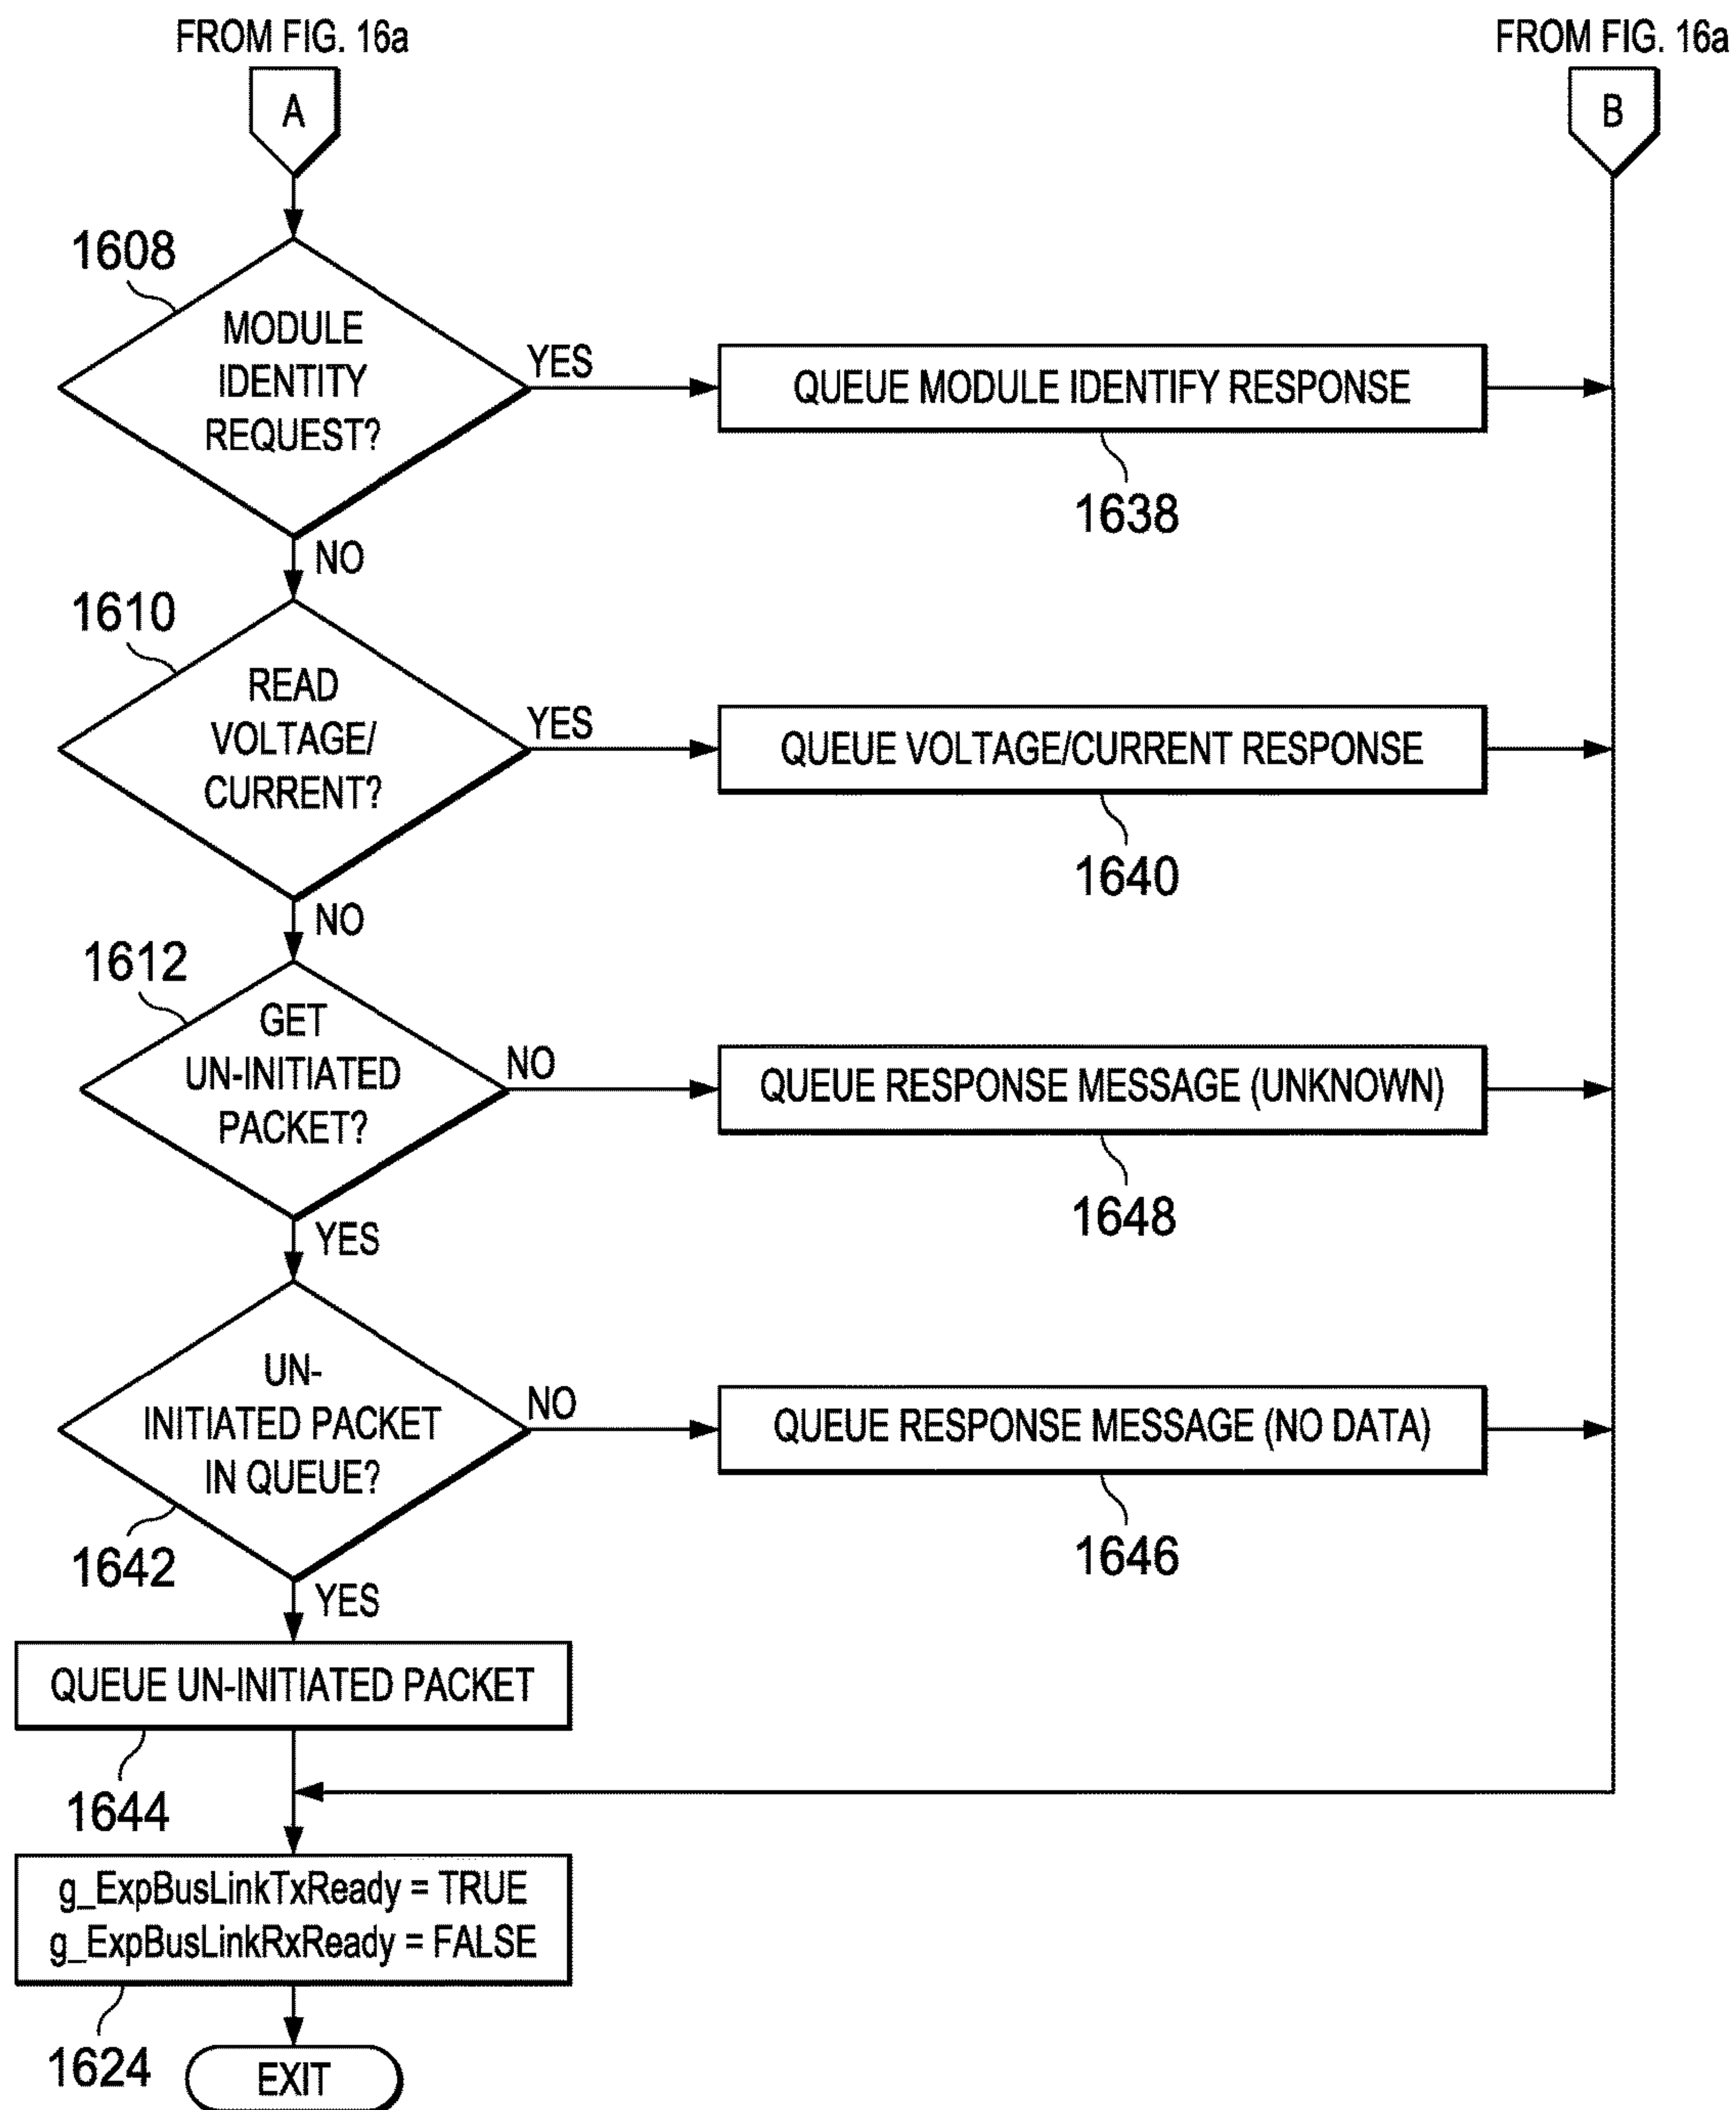 FROM FIG. 16a
FROM FIG. 16a
A
B
1608
MODULE
IDENTITY
REQUEST?
YES
QUEUE MODULE IDENTIFY RESPONSE
1638
NO
1610
READ
VOLTAGE/
CURRENT?
YES
QUEUE VOLTAGE/CURRENT RESPONSE
1640
NO
1612
GET
UN-INITIATED
PACKET?
NO
QUEUE RESPONSE MESSAGE (UNKNOWN)
1648
YES
UN-
INITIATED PACKET
IN QUEUE?
NO
QUEUE RESPONSE MESSAGE (NO DATA)
1646
1642
YES
QUEUE UN-INITIATED PACKET
1644
g_ExpBusLinkTxReady = TRUE
g_ExpBusLinkRxReady = FALSE
1624
EXIT